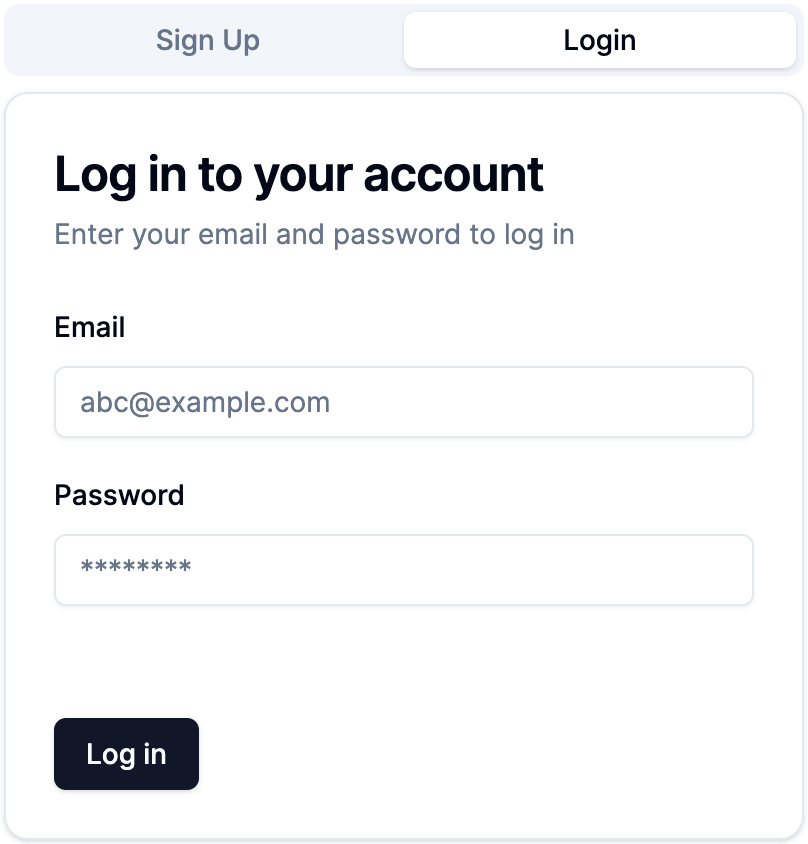 Sign Up
Login
Log in to your account
Enter your email and password to log in
Email
abc@example.com
Password
********
Log in